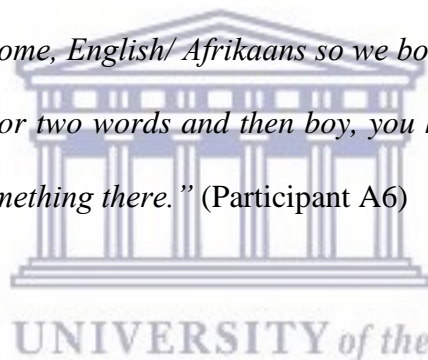 ome, English/ Afrikaans so we bo
or two words and then boy, you
mething there.” (Participant A6)
UNIVERSITY of the